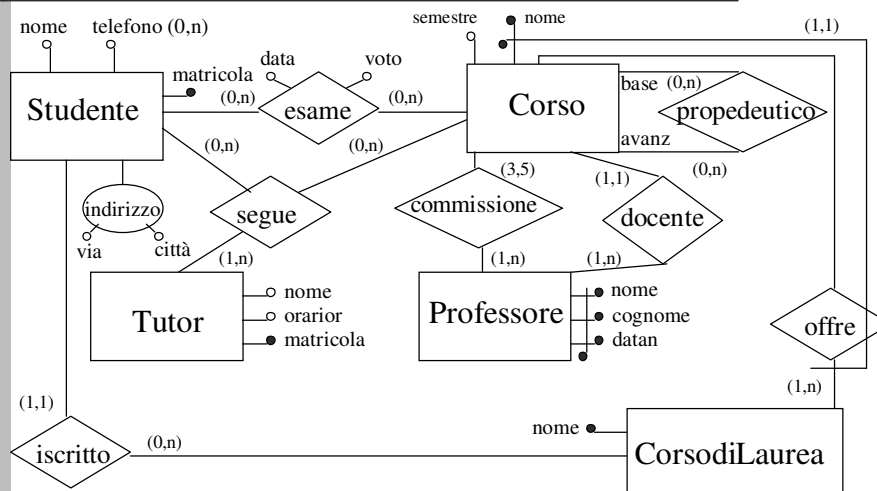 nome telefono (0,n)
semestre nome (1,1)
data voto
matricola
(0,n) (0,n)
Studente esame Corso
base (0,n)
propedeutico
avanz
(0,n) (0,n) (3,5) (1,1) (0,n)
indirizzo segue commissione docente
via città
(1,n) (1,n) (1,n)
Tutor
nome
orarior
matricola
Professore
nome
cognome
datan
offre
(1,n)
(1,1)
iscritto (0,n)
nome
CorsodiLaurea